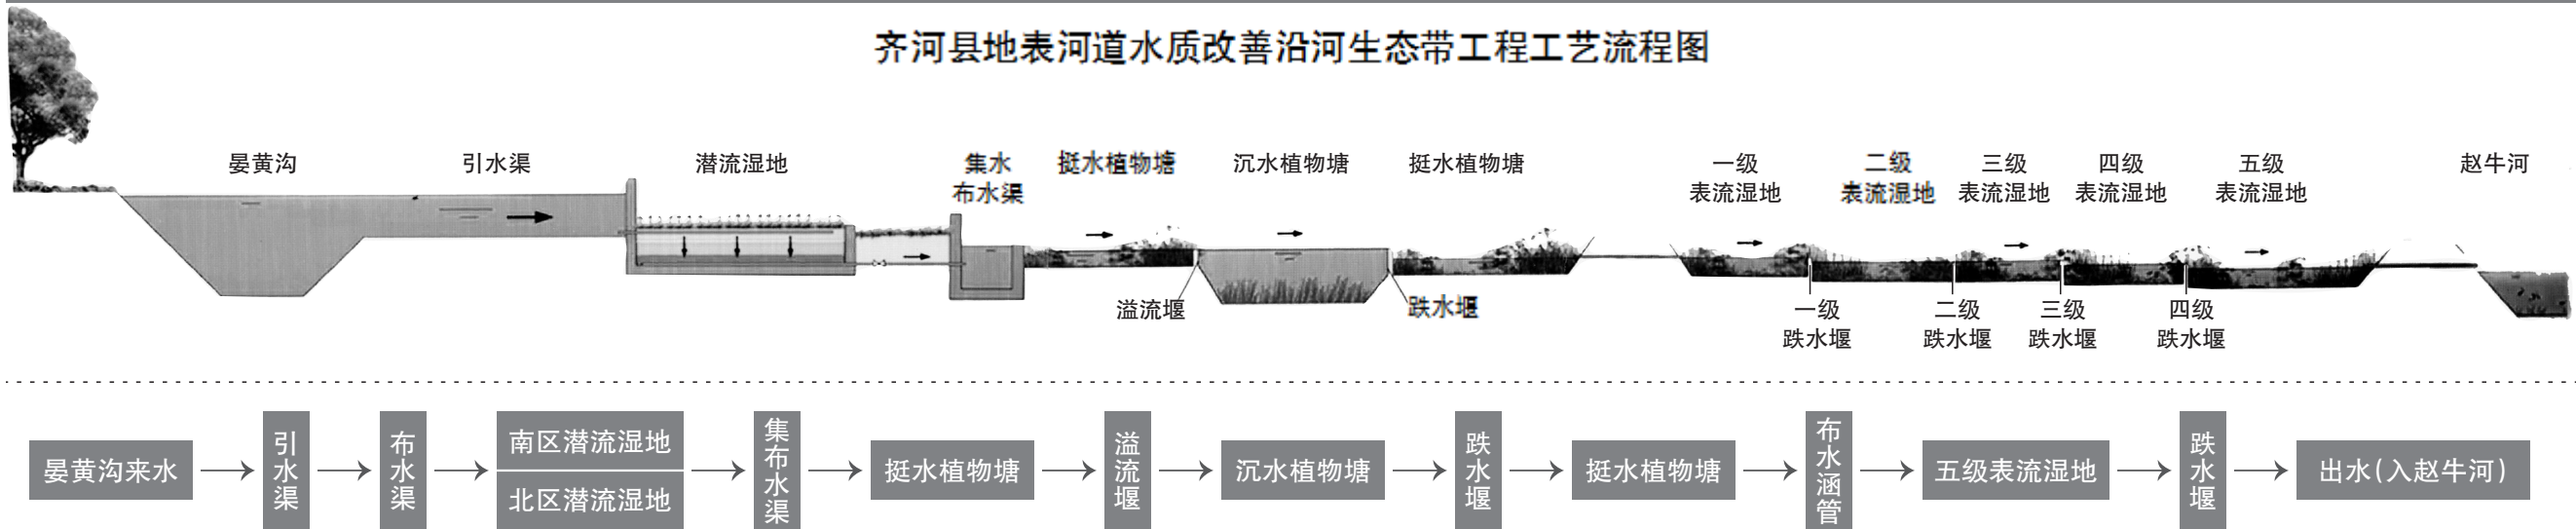 齐河县地表河道水质改善沿河生态带工程工艺流程图
晏黄沟
引水渠
潜流湿地
集水
布水渠
挺水植物塘
沉水植物塘
挺水植物塘
一级
表流湿地
二级
表流湿地
三级
表流湿地
四级
表流湿地
五级
表流湿地
赵牛河
溢流堰
跌水堰
一级
跌水堰
二级
跌水堰
三级
跌水堰
四级
跌水堰
晏黄沟来水
引水渠
布水渠
南区潜流湿地
北区潜流湿地
集布水渠
挺水植物塘
溢流堰
沉水植物塘
跌水堰
挺水植物塘
布水涵管
五级表流湿地
跌水堰
出水(入赵牛河)